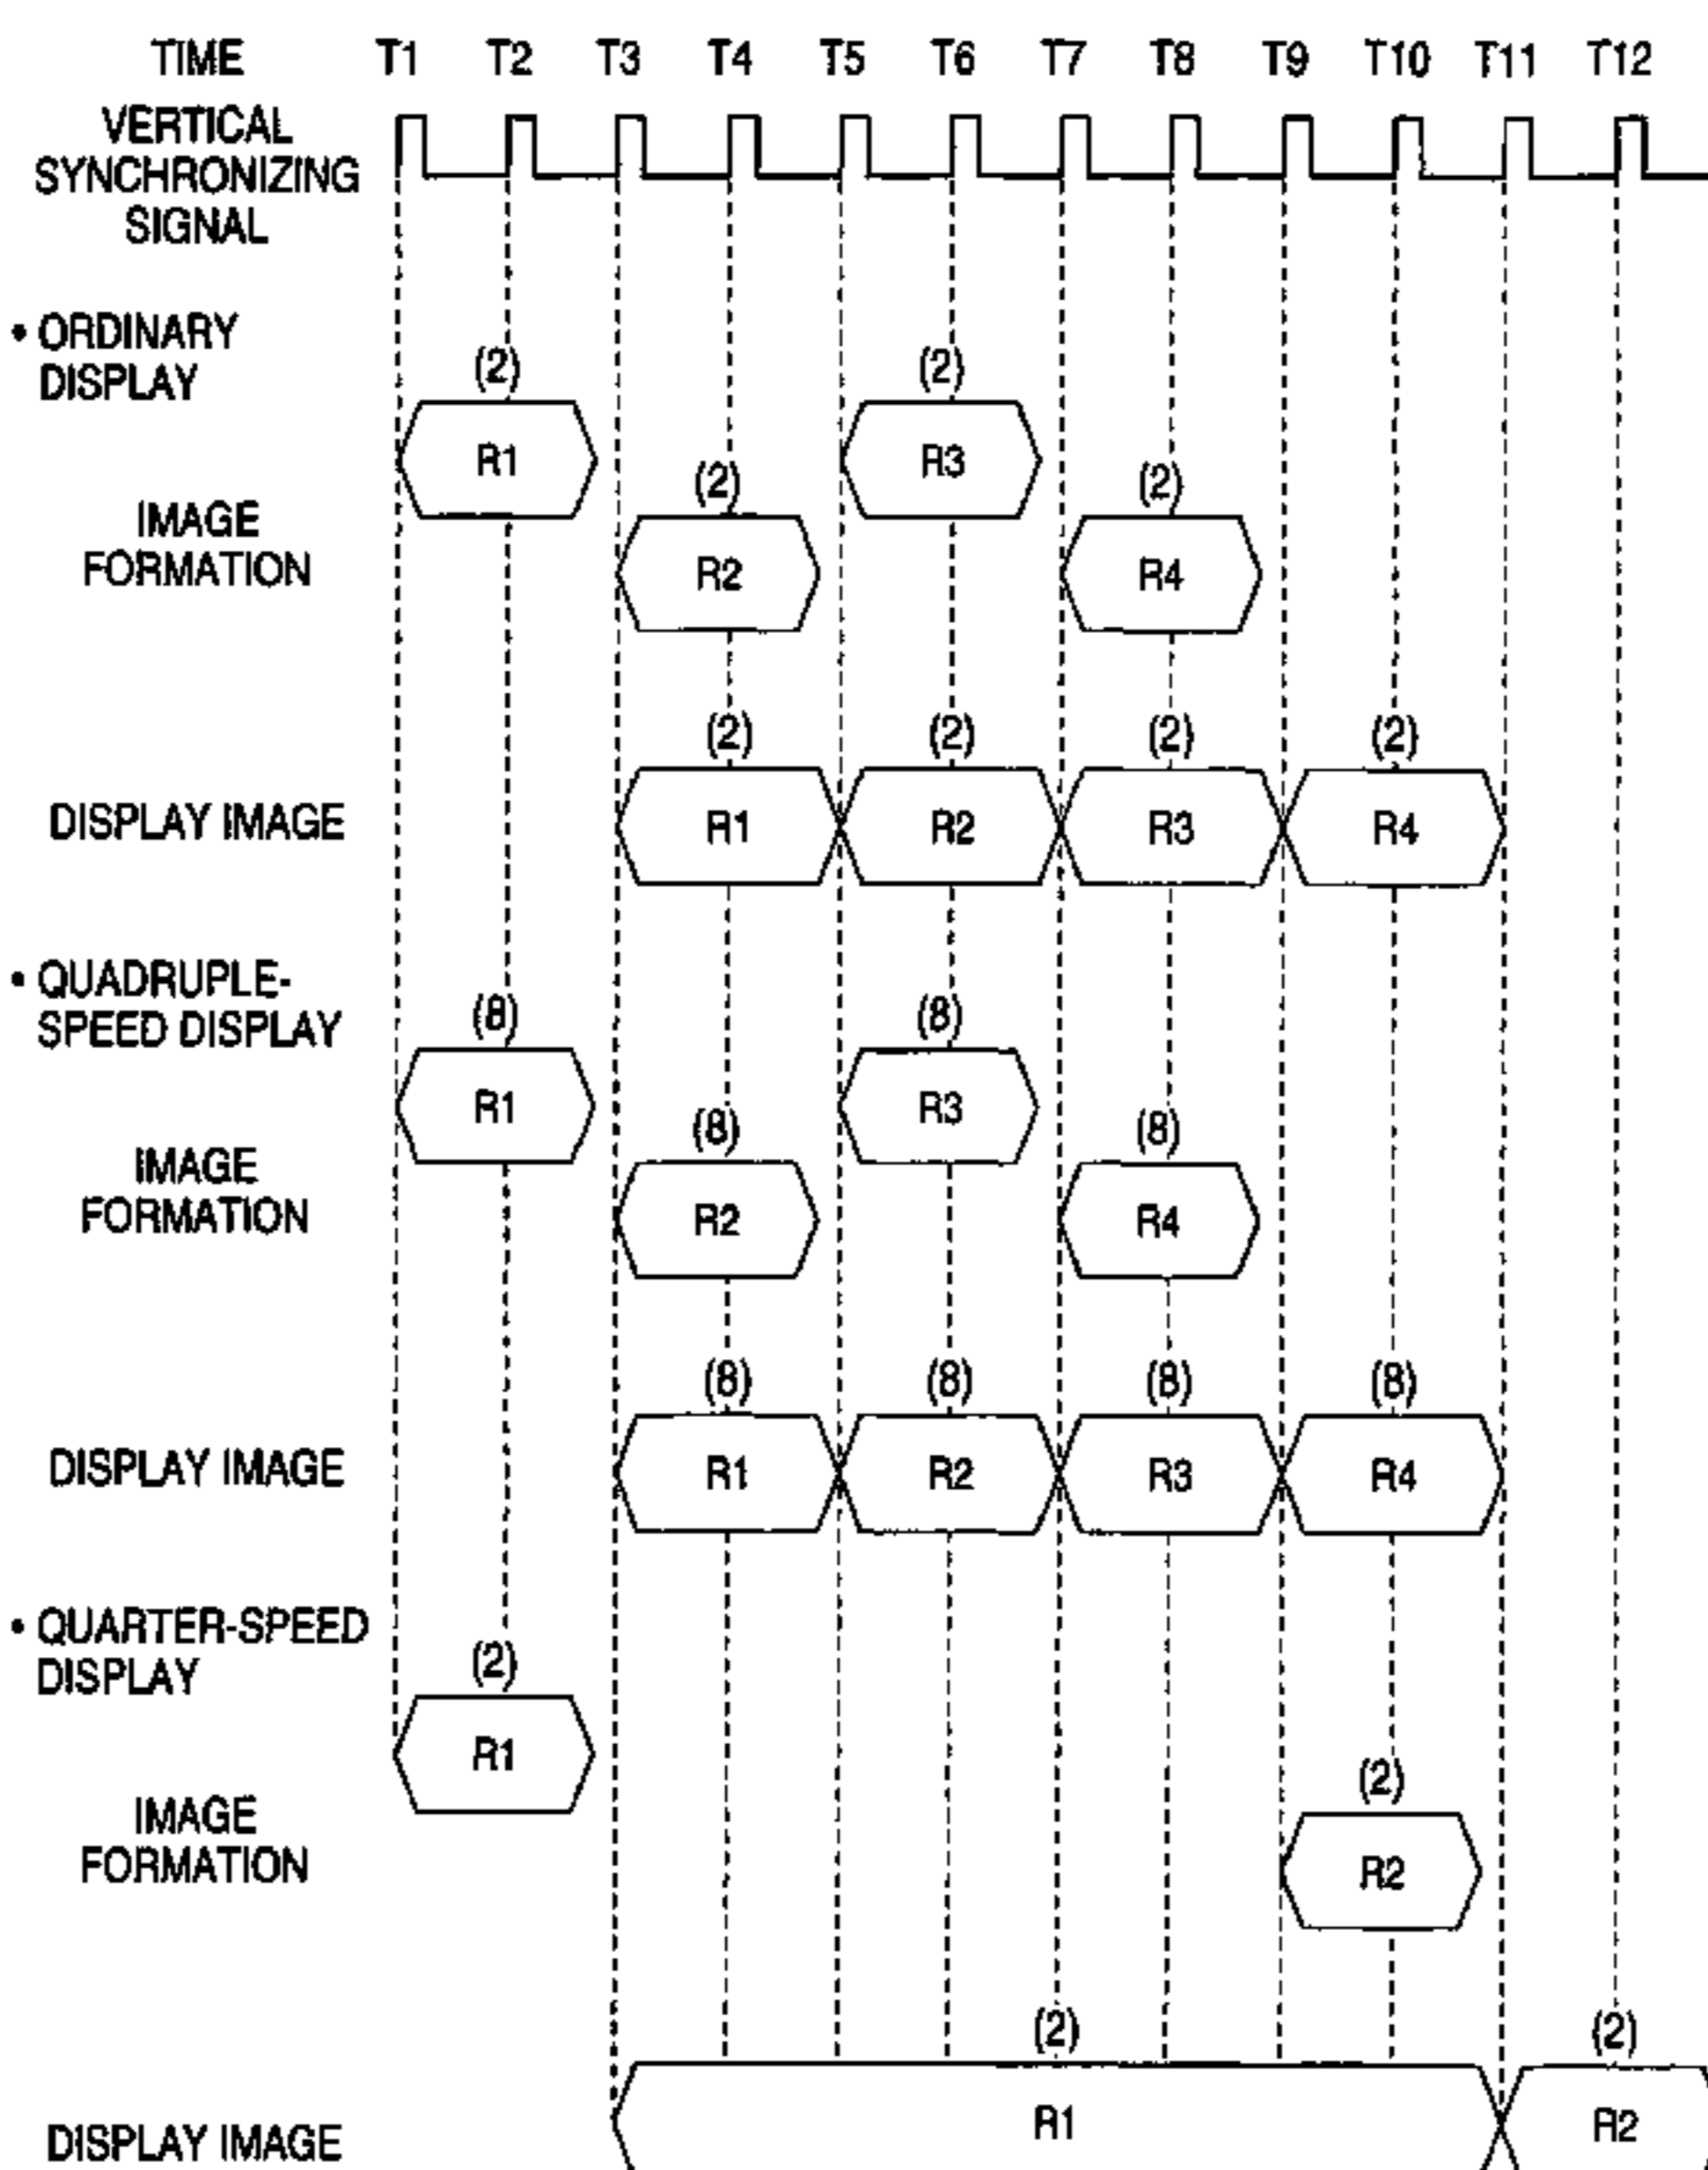 TIME T1 T2 T3 T4 T5 T6 T7 T8 T9 T10 T11 T12
VERTICAL
SYNCHRONIZING
SIGNAL
• ORDINARY
DISPLAY
(2) (2)
R1 R3
(2) (2)
IMAGE
FORMATION
R2 R4
(2) (2) (2) (2)
DISPLAY IMAGE R1 R2 R3 R4
• QUADRUPLE-
SPEED DISPLAY
(8) (8)
R1 R3
(8) (8)
IMAGE
FORMATION
R2 R4
(8) (8) (8) (8)
DISPLAY IMAGE R1 R2 R3 R4
• QUARTER-SPEED
DISPLAY
(2)
R1
(2)
IMAGE
FORMATION
R2
(2) (2)
DISPLAY IMAGE R1 R2